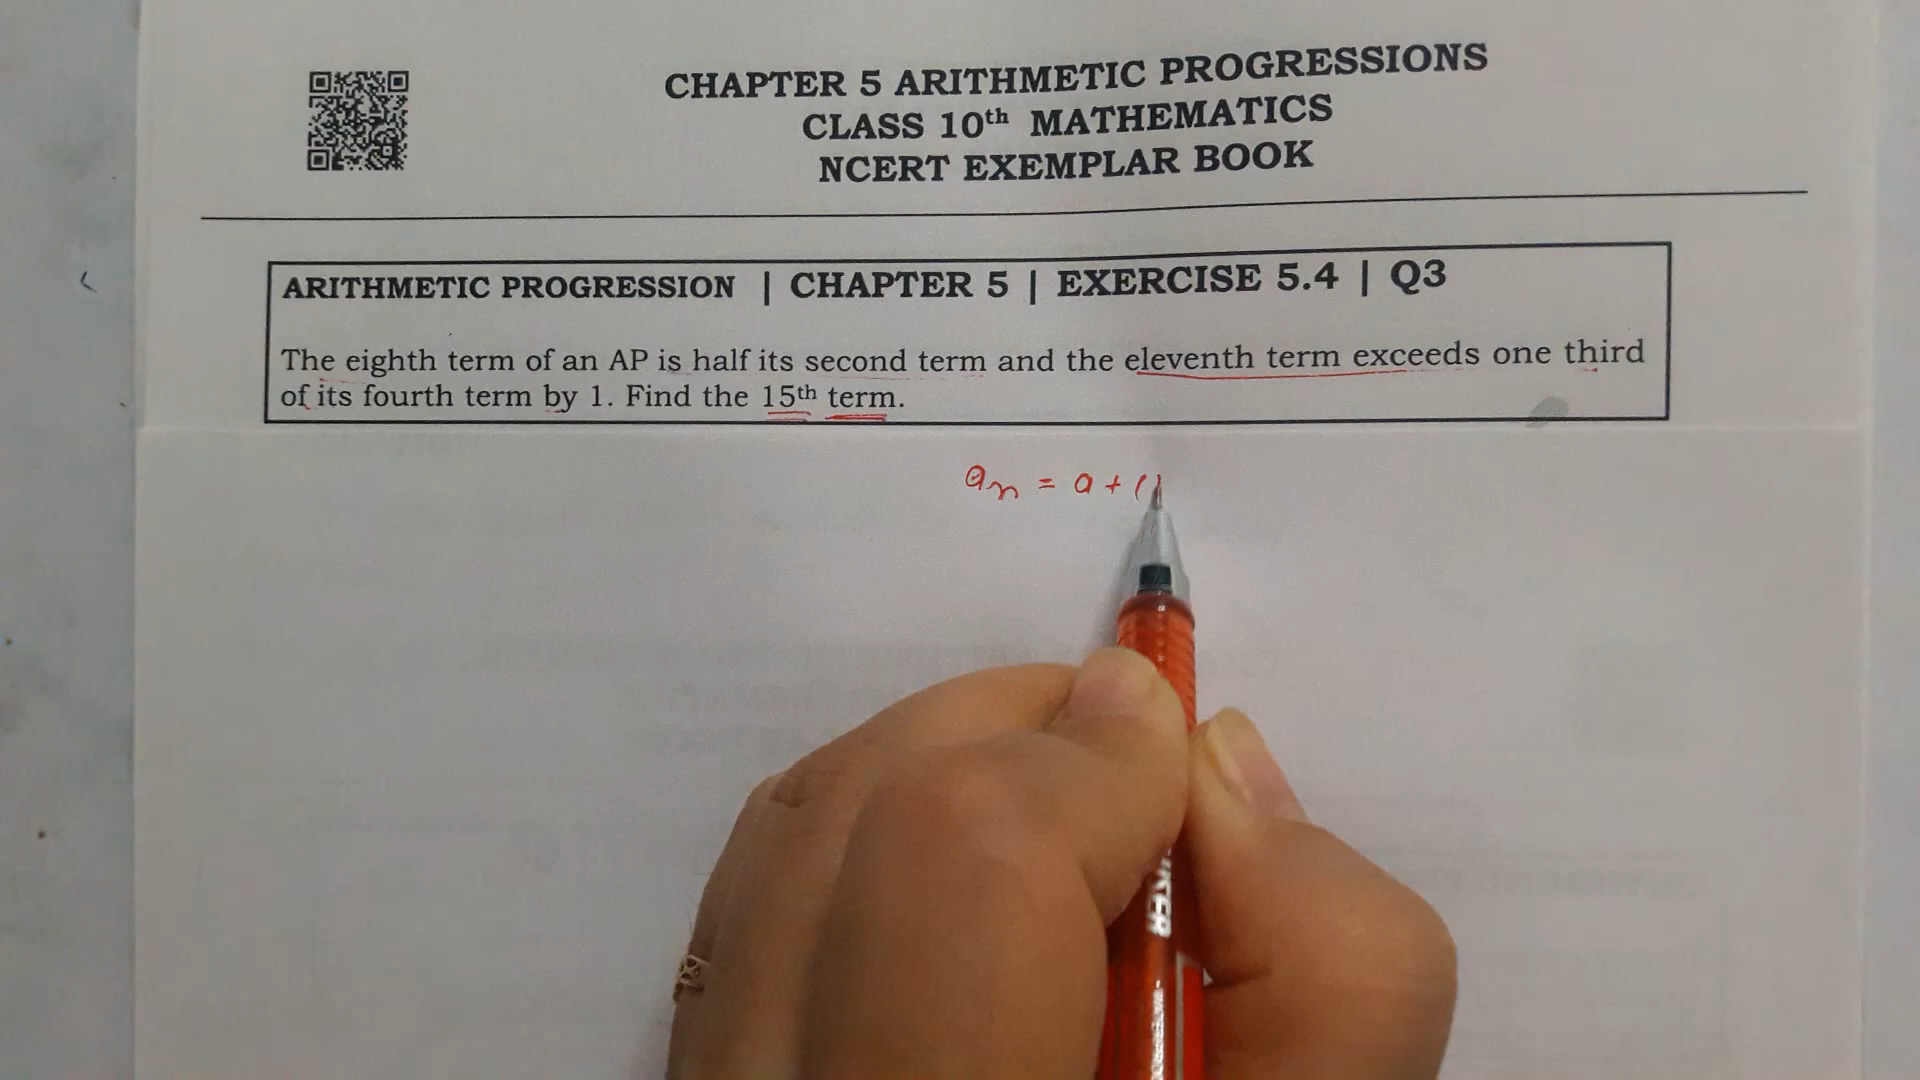 CHAPTER 5 ARITHMETIC PROGRESSIONS
CLASS 10th MATHEMATICS
NCERT EXEMPLAR BOOK
ARITHMETIC PROGRESSION | CHAPTER 5 | EXERCISE 5.4 | Q3
The eighth term of an AP is half its second term and the eleventh term exceeds one third
of its fourth term by 1. Find the 15th term.
an = a + (